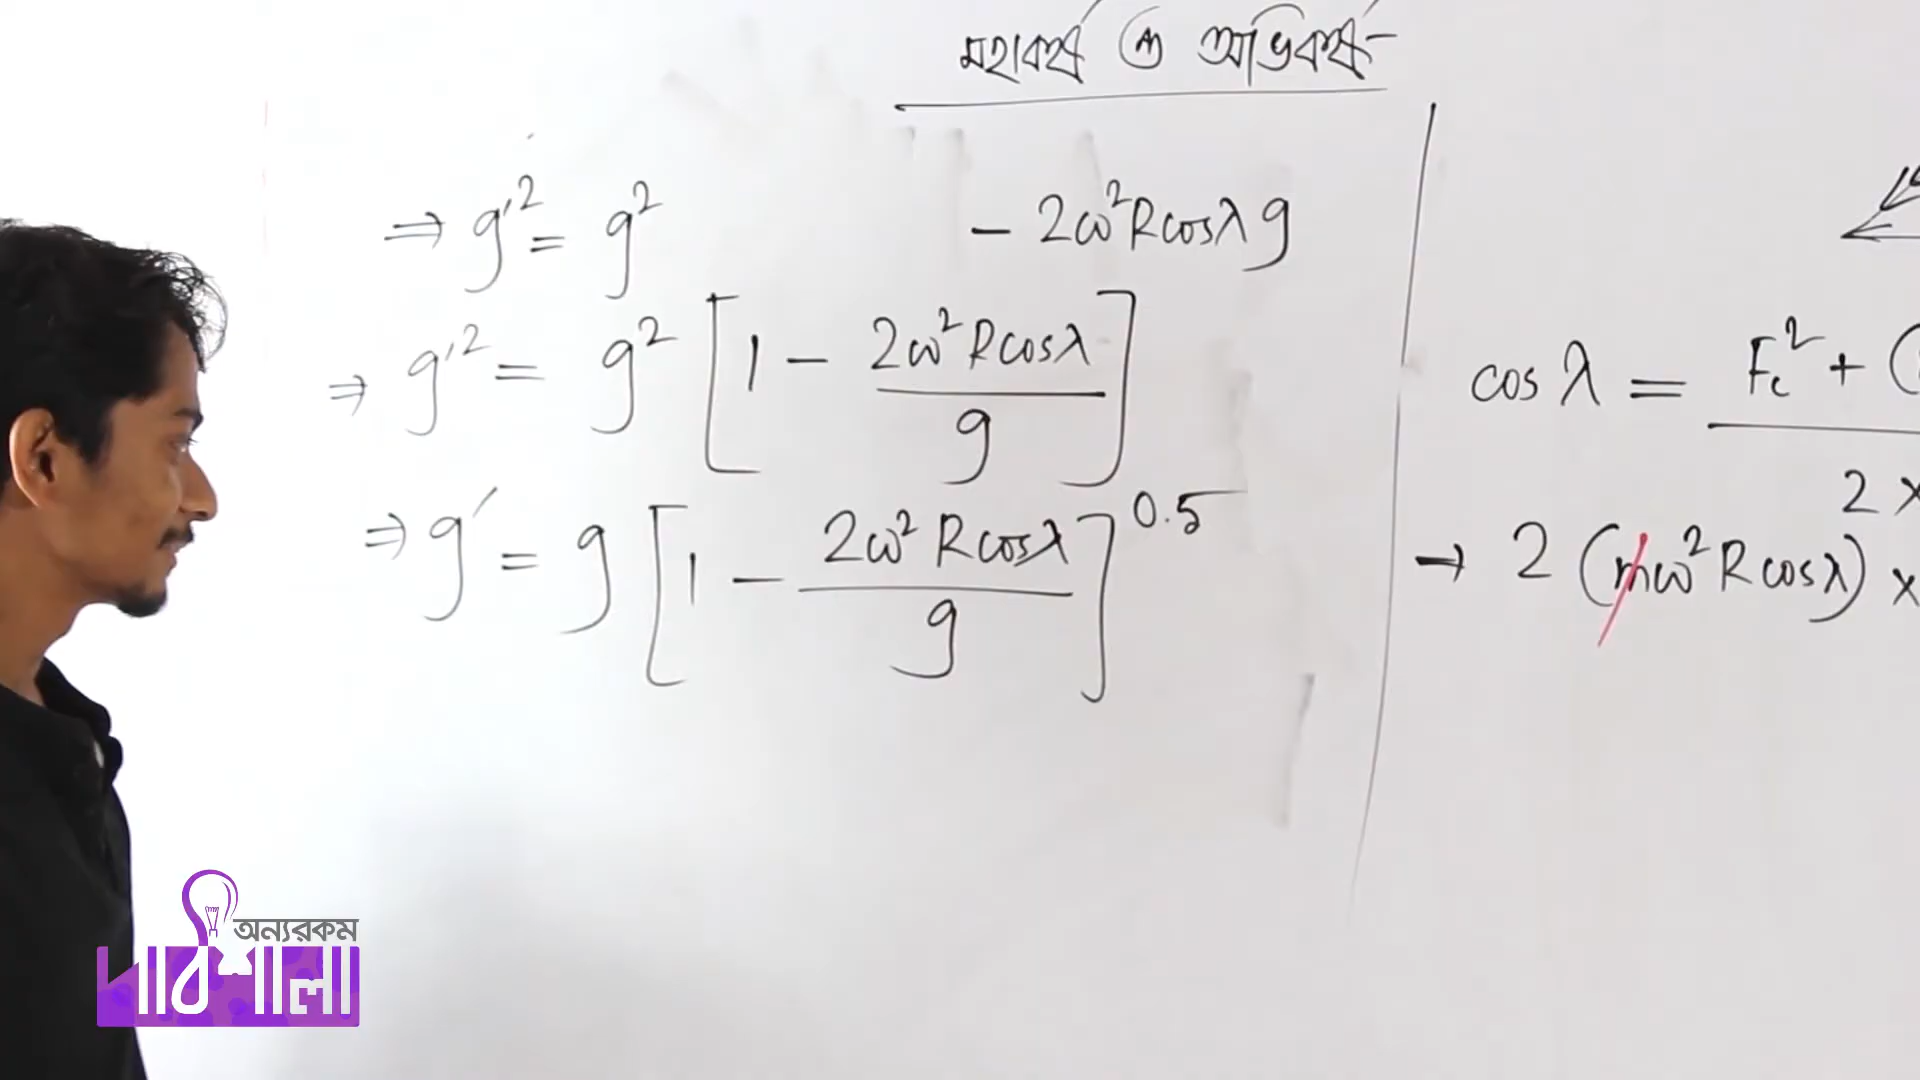 মহাকর্ষ ও অভিকর্ষ
⇒ g'² = g² − 2ω²Rcosλ g
⇒ g'² = g² [1 − 2ω²Rcosλ / g]
⇒ g' = g [1 − 2ω²Rcosλ / g]^0.5
cos λ = F_c² + (
2 ×
→ 2 (mω²Rcosλ) ×
অন্যরকম
পাঠশালা